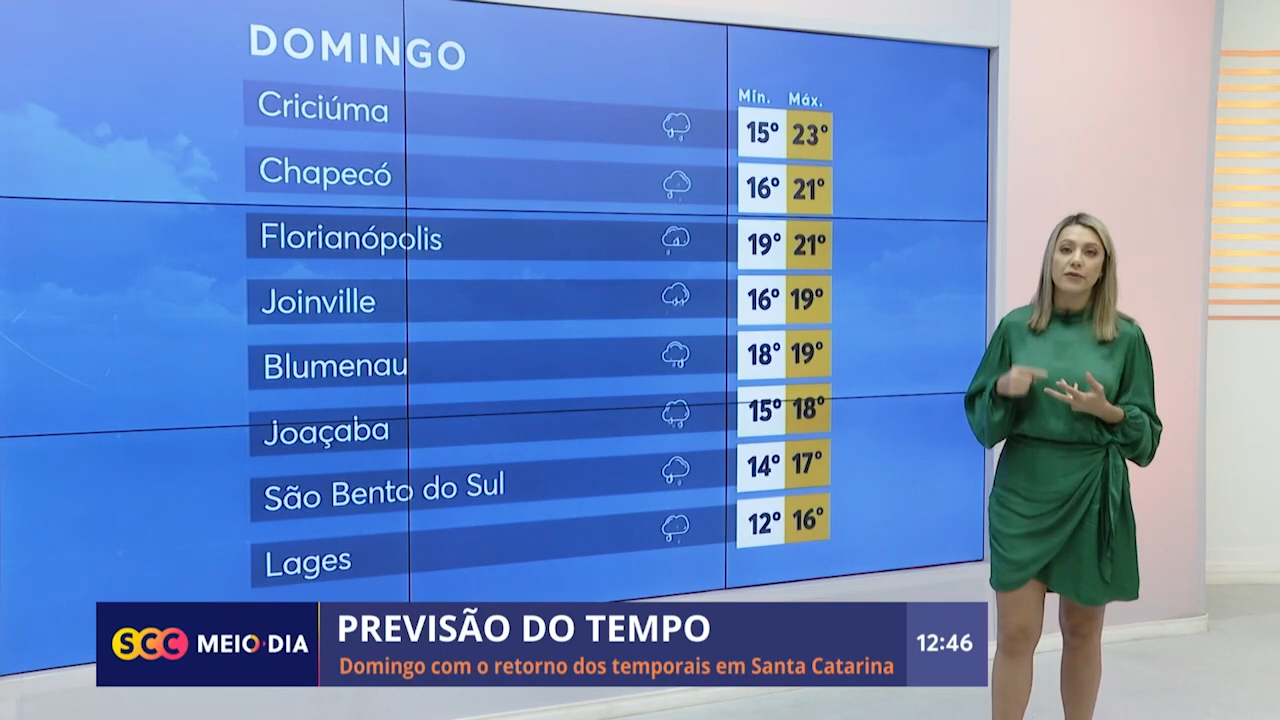 DOMINGO
Mín. Máx.
Criciúma 15° 23°
Chapecó 16° 21°
Florianópolis 19° 21°
Joinville 16° 19°
Blumenau 18° 19°
Joaçaba 15° 18°
São Bento do Sul 14° 17°
Lages 12° 16°
SCC MEIO·DIA
PREVISÃO DO TEMPO
Domingo com o retorno dos temporais em Santa Catarina
12:46